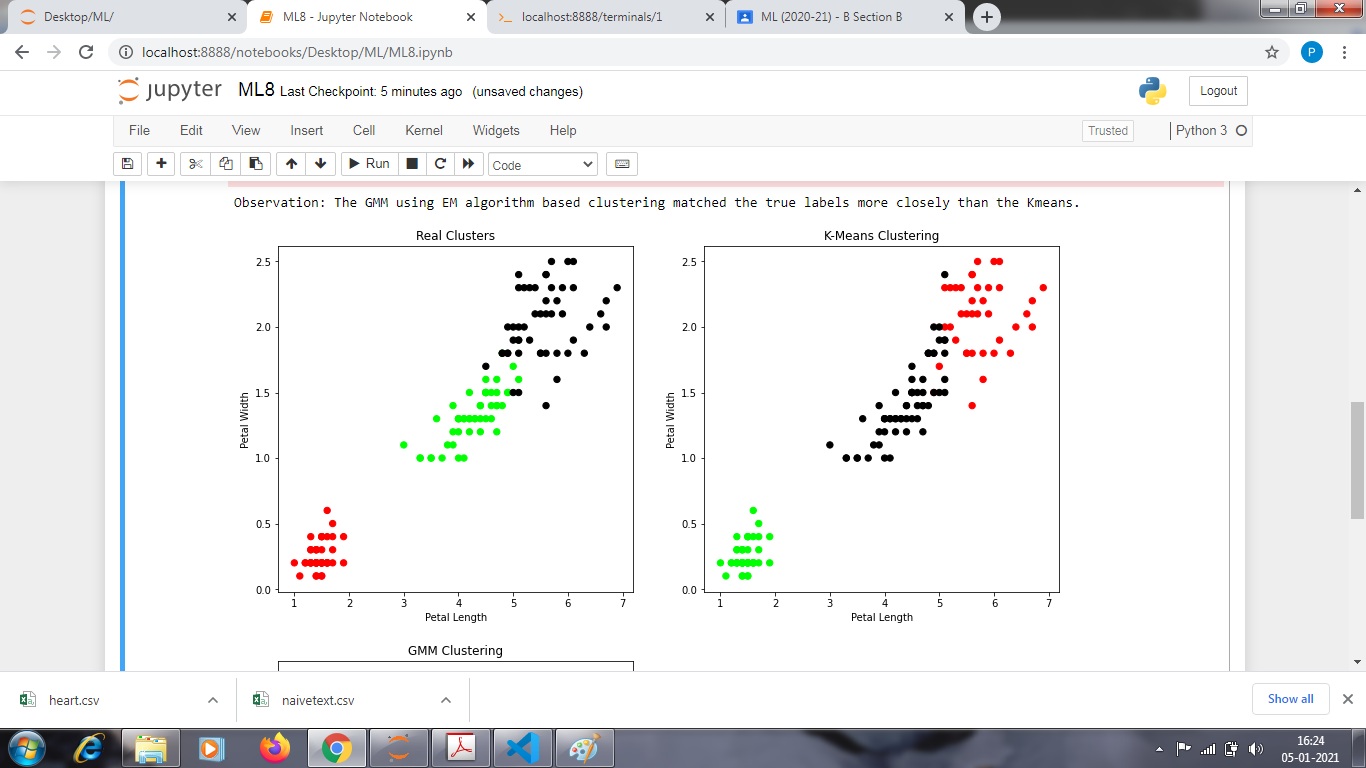 Desktop/ML/
ML8 - Jupyter Notebook
localhost:8888/terminals/1
ML (2020-21) - B Section B
localhost:8888/notebooks/Desktop/ML/ML8.ipynb
P
jupyter ML8 Last Checkpoint: 5 minutes ago (unsaved changes)
Logout
File Edit View Insert Cell Kernel Widgets Help
Trusted
Python 3
Run
Code
Observation: The GMM using EM algorithm based clustering matched the true labels more closely than the Kmeans.
Real Clusters
2.5
2.0
1.5
1.0
0.5
0.0
Petal Width
1 2 3 4 5 6 7
Petal Length
K-Means Clustering
2.5
2.0
1.5
1.0
0.5
0.0
Petal Width
1 2 3 4 5 6 7
Petal Length
GMM Clustering
heart.csv
naivetext.csv
Show all
16:24
05-01-2021